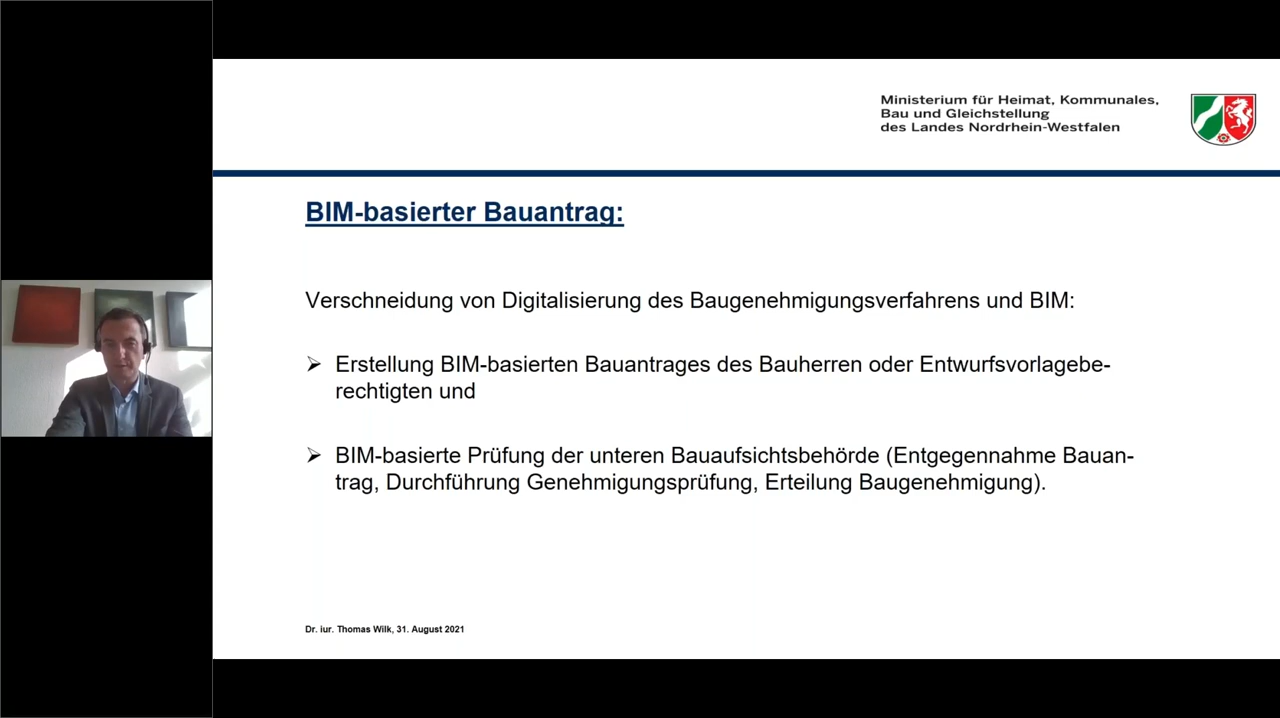 Ministerium für Heimat, Kommunales,
Bau und Gleichstellung
des Landes Nordrhein-Westfalen
BIM-basierter Bauantrag:
Verschneidung von Digitalisierung des Baugenehmigungsverfahrens und BIM:
➢ Erstellung BIM-basierten Bauantrages des Bauherren oder Entwurfsvorlagebe-
rechtigten und
➢ BIM-basierte Prüfung der unteren Bauaufsichtsbehörde (Entgegennahme Bauan-
trag, Durchführung Genehmigungsprüfung, Erteilung Baugenehmigung).
Dr. iur. Thomas Wilk, 31. August 2021